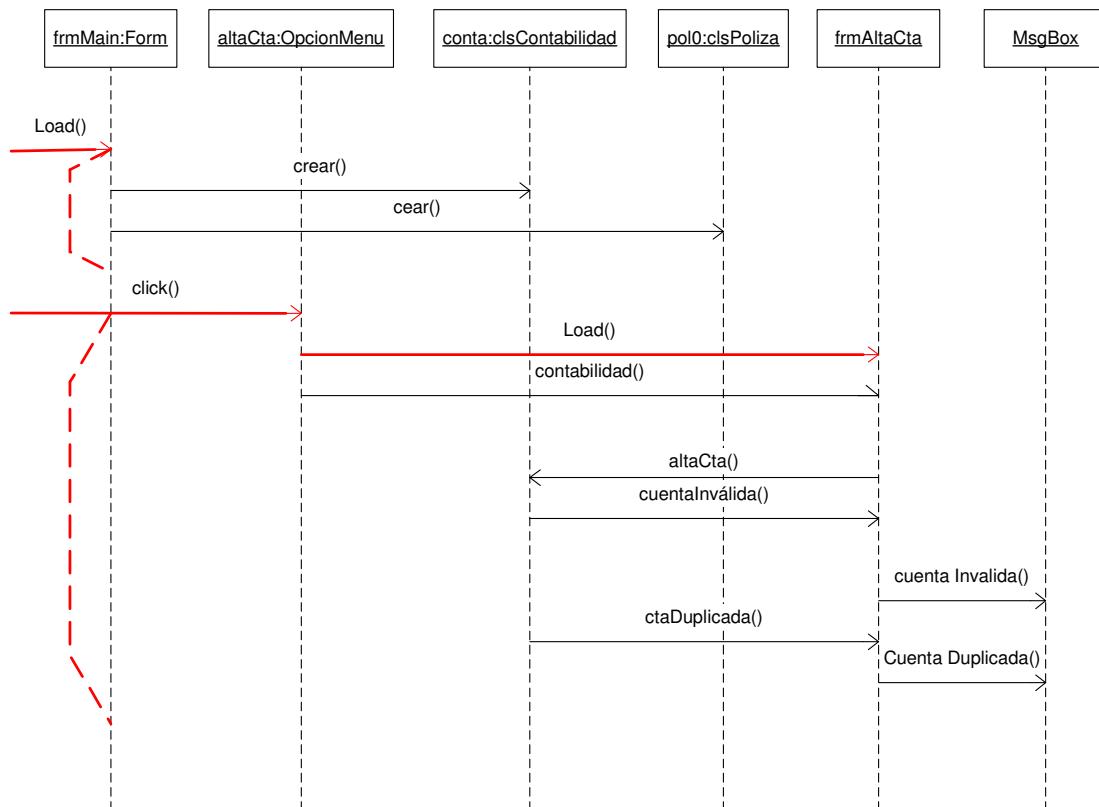 frmMain:Form
altaCta:OpcionMenu
conta:clsContabilidad
pol0:clsPoliza
frmAltaCta
MsgBox
Load()
crear()
cear()
click()
Load()
contabilidad()
altaCta()
cuentaInválida()
cuenta Invalida()
ctaDuplicada()
Cuenta Duplicada()